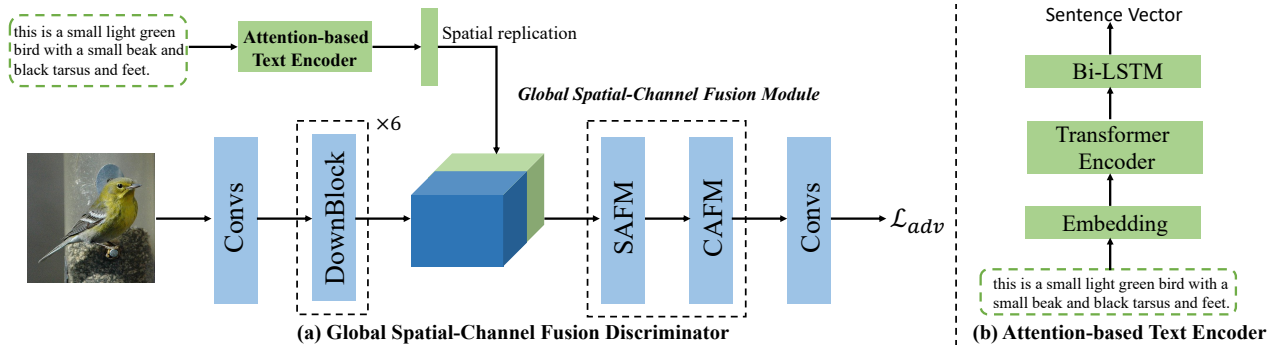 this is a small light green
bird with a small beak and
black tarsus and feet.
Attention-based
Text Encoder
Spatial replication
Global Spatial-Channel Fusion Module
×6
Convs
DownBlock
SAFM
CAFM
Convs
ℒadv
(a) Global Spatial-Channel Fusion Discriminator
Sentence Vector
Bi-LSTM
Transformer
Encoder
Embedding
this is a small light green bird with a
small beak and black tarsus and feet.
(b) Attention-based Text Encoder